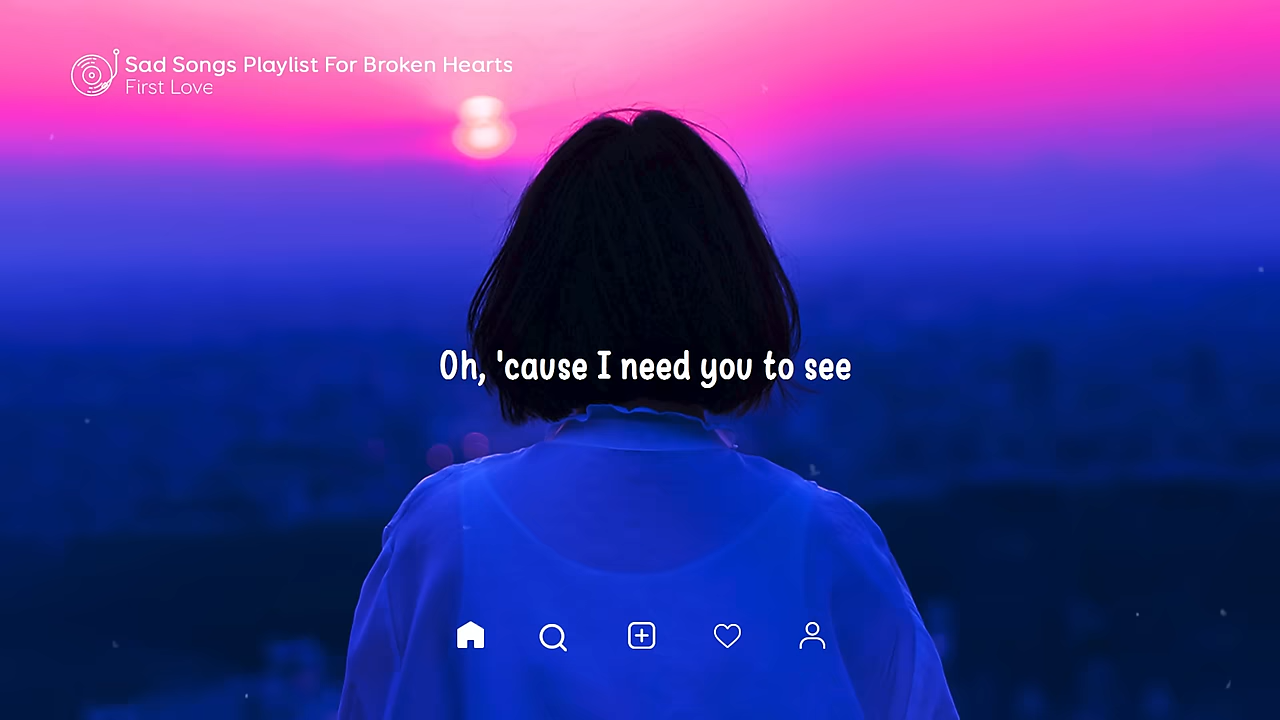 Sad Songs Playlist For Broken Hearts
First Love
Oh, 'cause I need you to see